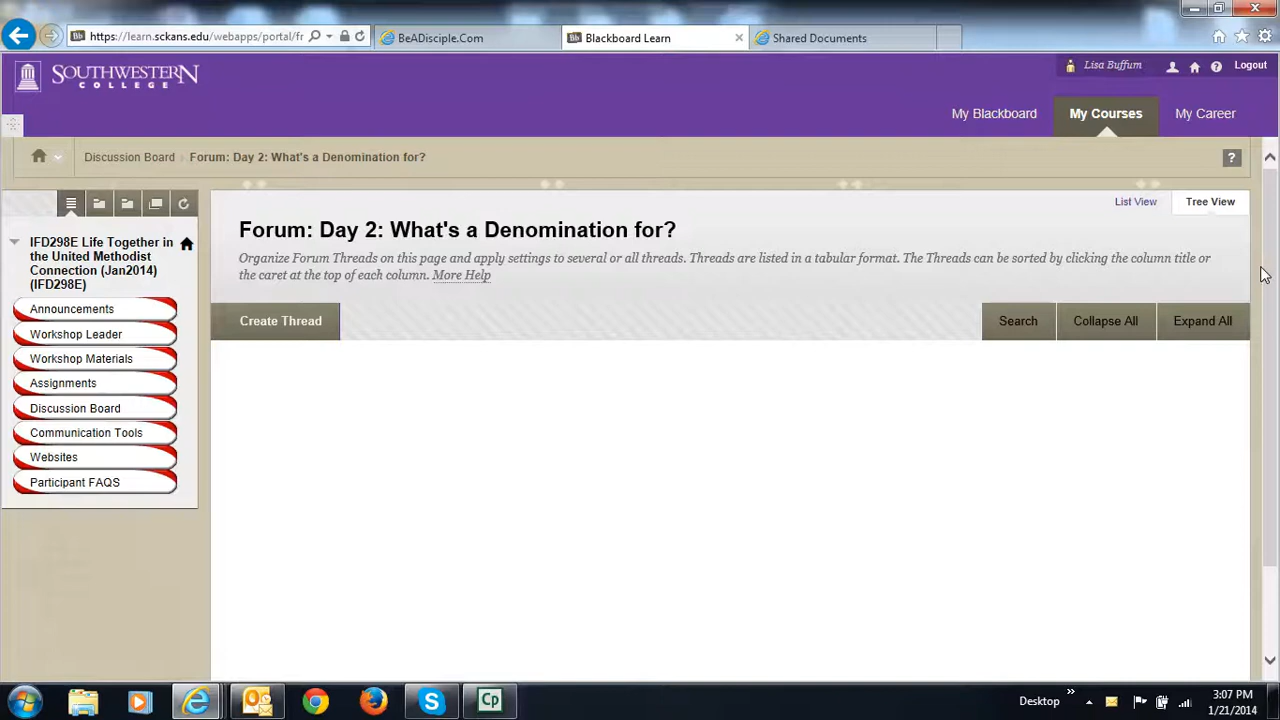 https://learn.sckans.edu/webapps/portal/fr
BeADisciple.Com
Blackboard Learn
Shared Documents
SOUTHWESTERN
COLLEGE
Lisa Buffum
Logout
My Blackboard
My Courses
My Career
Discussion Board
Forum: Day 2: What's a Denomination for?
?
List View
Tree View
IFD298E Life Together in
the United Methodist
Connection (Jan2014)
(IFD298E)
Announcements
Workshop Leader
Workshop Materials
Assignments
Discussion Board
Communication Tools
Websites
Participant FAQS
Forum: Day 2: What's a Denomination for?
Organize Forum Threads on this page and apply settings to several or all threads. Threads are listed in a tabular format. The Threads can be sorted by clicking the column title or
the caret at the top of each column. More Help
Create Thread
Search
Collapse All
Expand All
Desktop
3:07 PM
1/21/2014